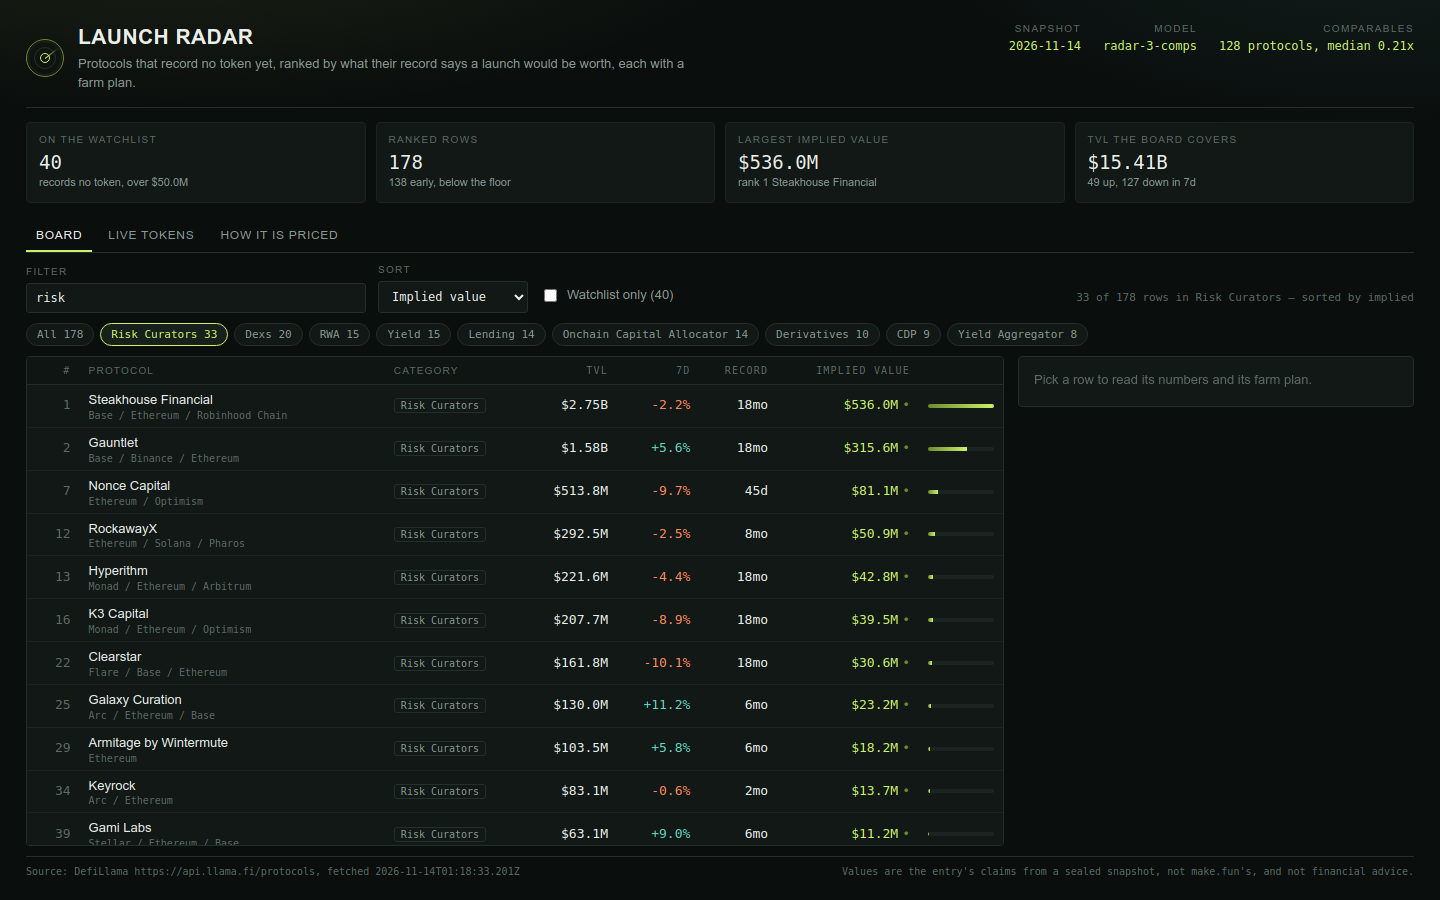 LAUNCH RADAR
Protocols that record no token yet, ranked by what their record says a launch would be worth, each with a
farm plan.
SNAPSHOT MODEL COMPARABLES
2026-11-14 radar-3-comps 128 protocols, median 0.21x
ON THE WATCHLIST
40
records no token, over $50.0M
RANKED ROWS
178
138 early, below the floor
LARGEST IMPLIED VALUE
$536.0M
rank 1 Steakhouse Financial
TVL THE BOARD COVERS
$15.41B
49 up, 127 down in 7d
BOARD LIVE TOKENS HOW IT IS PRICED
FILTER
risk
SORT
Implied value
Watchlist only (40)
33 of 178 rows in Risk Curators — sorted by implied
All 178 Risk Curators 33 Dexs 20 RWA 15 Yield 15 Lending 14 Onchain Capital Allocator 14 Derivatives 10 CDP 9 Yield Aggregator 8
# PROTOCOL CATEGORY TVL 7D RECORD IMPLIED VALUE
1 Steakhouse Financial Risk Curators $2.75B -2.2% 18mo $536.0M
Base / Ethereum / Robinhood Chain
2 Gauntlet Risk Curators $1.58B +5.6% 18mo $315.6M
Base / Binance / Ethereum
7 Nonce Capital Risk Curators $513.8M -9.7% 45d $81.1M
Ethereum / Optimism
12 RockawayX Risk Curators $292.5M -2.5% 8mo $50.9M
Ethereum / Solana / Pharos
13 Hyperithm Risk Curators $221.6M -4.4% 18mo $42.8M
Monad / Ethereum / Arbitrum
16 K3 Capital Risk Curators $207.7M -8.9% 18mo $39.5M
Monad / Ethereum / Optimism
22 Clearstar Risk Curators $161.8M -10.1% 18mo $30.6M
Flare / Base / Ethereum
25 Galaxy Curation Risk Curators $130.0M +11.2% 6mo $23.2M
Arc / Ethereum / Base
29 Armitage by Wintermute Risk Curators $103.5M +5.8% 6mo $18.2M
Ethereum
34 Keyrock Risk Curators $83.1M -0.6% 2mo $13.7M
Arc / Ethereum
39 Gami Labs Risk Curators $63.1M +9.0% 6mo $11.2M
Stellar / Ethereum / Base
Pick a row to read its numbers and its farm plan.
Source: DefiLlama https://api.llama.fi/protocols, fetched 2026-11-14T01:18:33.201Z
Values are the entry's claims from a sealed snapshot, not make.fun's, and not financial advice.